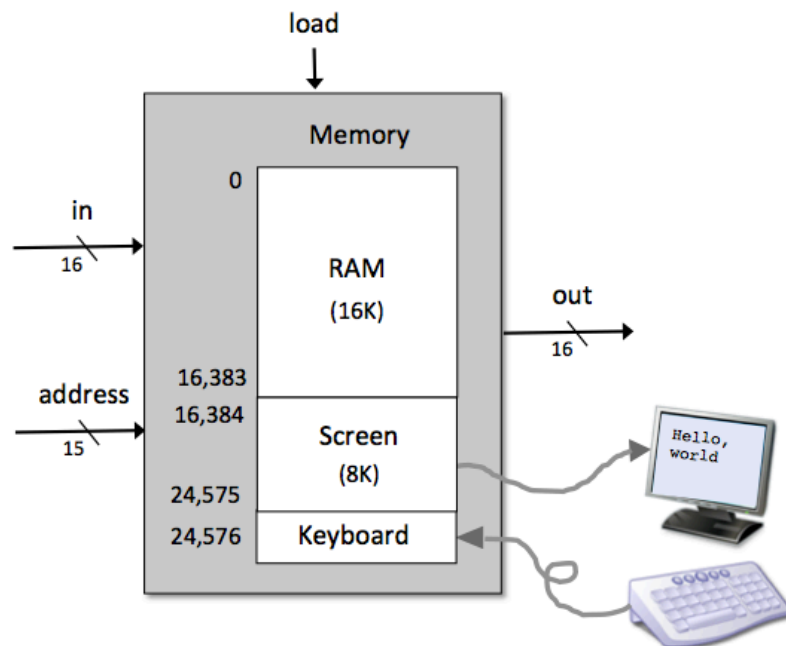 load
Memory
0
in
16
RAM
(16K)
out
16
16,383
address
16,384
15
Screen
(8K)
Hello,
world
24,575
24,576
Keyboard